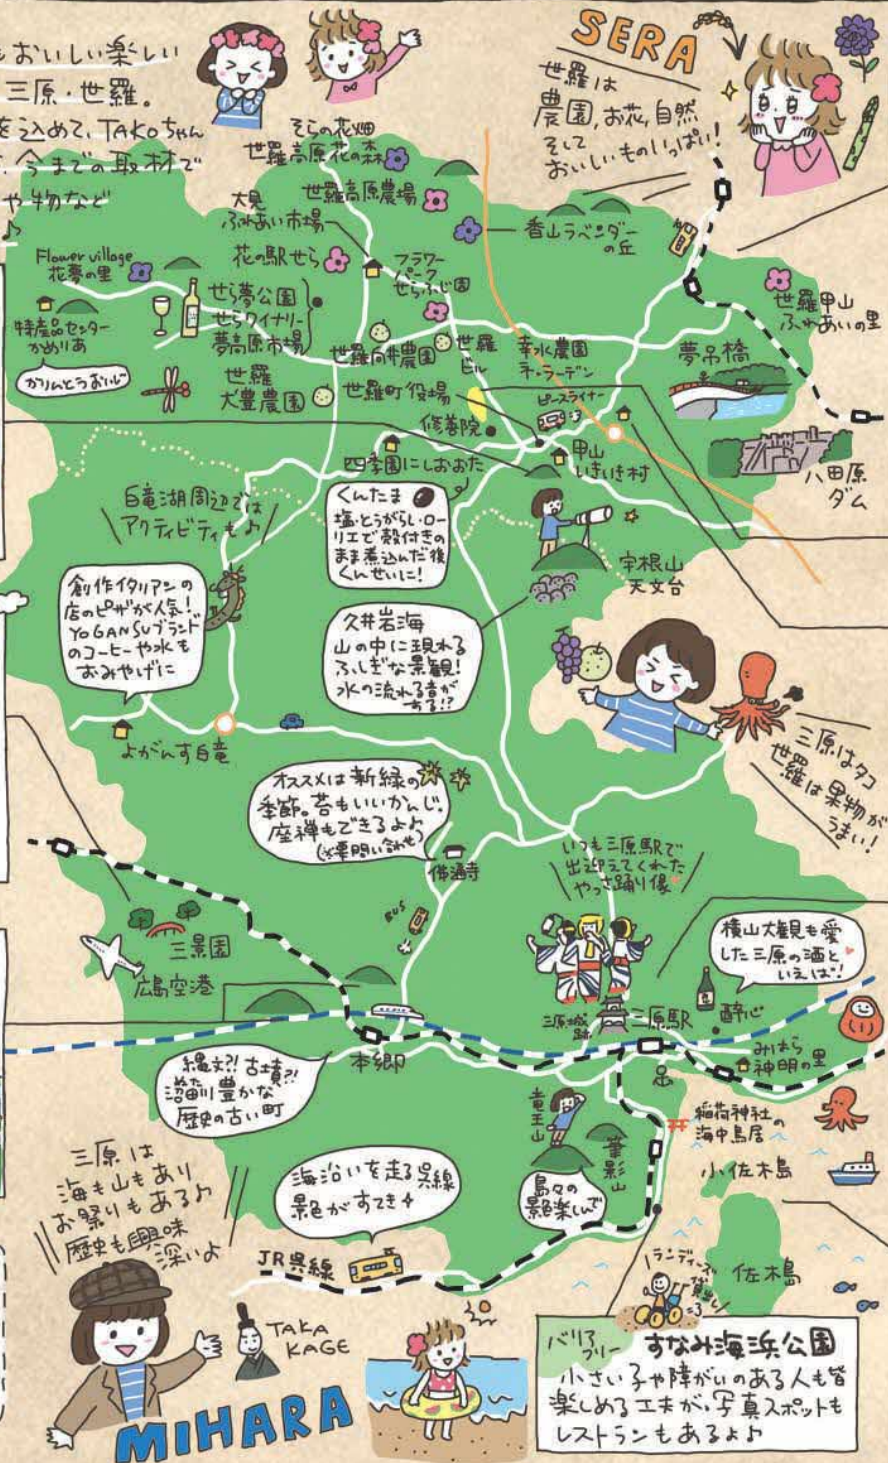 おいしい楽しい
三原・世羅。
を込めて、TAKOちゃん
今までの取材で
や物など
♪
SERA
世羅は
農園,お花,自然
そして
おいしいものいっぱい!
そらの花畑
世羅高原花の森
世羅高原農場
大見
ふれあい市場
香山ラベンダー
の丘
Flower village
花夢の里
花の駅せら
フラワー
パーク
せらふじ園
せら夢公園
せらワイナリー
夢高原市場
特産品センター
かめりあ
かりんとうおいし
世羅甲山
ふれあいの里
世羅向井農園
世羅
ビル
幸水農園
夢吊橋
世羅
大豊農園
世羅町役場
ピースライナー
修善院
四季園にしおおた
甲山
いきいき村
八田原
ダム
白竜湖周辺では
アクティビティも♪
くんたま
塩・とうがらし・ロー
リエで殻付きの
まま煮込んだ後
くんせいに!
宇根山
天文台
創作イタリアンの
店のピザが人気!
YOGANSUブランド
のコーヒーや水も
おみやげに
久井岩海
山の中に現れる
ふしぎな景観!
水の流れる音が
ある!?
よがんす白竜
三原はタコ
世羅は果物が
うまい!
オススメは新緑の
季節。苔もいいかんじ。
座禅もできるよ♪
(※要問い合わせ)
佛通寺
BUS
いつも三原駅で
出迎えてくれた
やっさ踊り像♥
三景園
広島空港
横山大観も愛
した三原の酒と
いえば!
三原城
跡
三原駅
酔心
本郷
みはら
神明の里
縄文?!古墳?!
沼田川豊かな
歴史の古い町
竜王山
筆影山
稲荷神社の
海中鳥居
小佐木島
三原は
海も山もあり
お祭りもあるよ♪
歴史も興味
深いよ
海沿いを走る呉線
景色がすてき
島々の
景色楽しんで
JR呉線
佐木島
ランディーズ
貸出し
TAKA
KAGE
MIHARA
バリア
フリー
すなみ海浜公園
小さい子や障がいのある人も皆
楽しめる工夫が。写真スポットも
レストランもあるよ♪